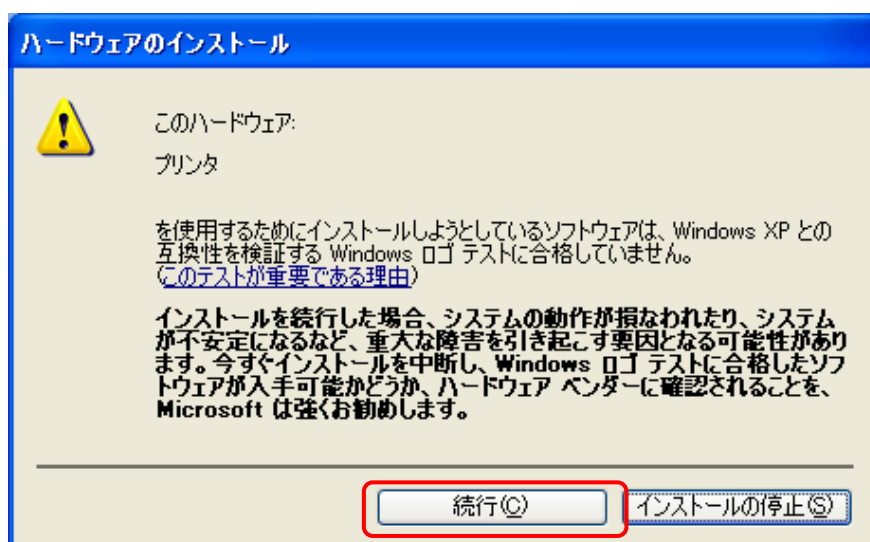 ハードウェアのインストール
このハードウェア:
プリンタ
を使用するためにインストールしようとしているソフトウェアは、Windows XP との
互換性を検証する Windows ロゴ テストに合格していません。
(このテストが重要である理由)
インストールを続行した場合、システムの動作が損なわれたり、システム
が不安定になるなど、重大な障害を引き起こす要因となる可能性があり
ます。今すぐインストールを中断し、Windows ロゴ テストに合格したソフ
トウェアが入手可能かどうか、ハードウェア ベンダーに確認されることを、
Microsoft は強くお勧めします。
続行(C) インストールの停止(S)